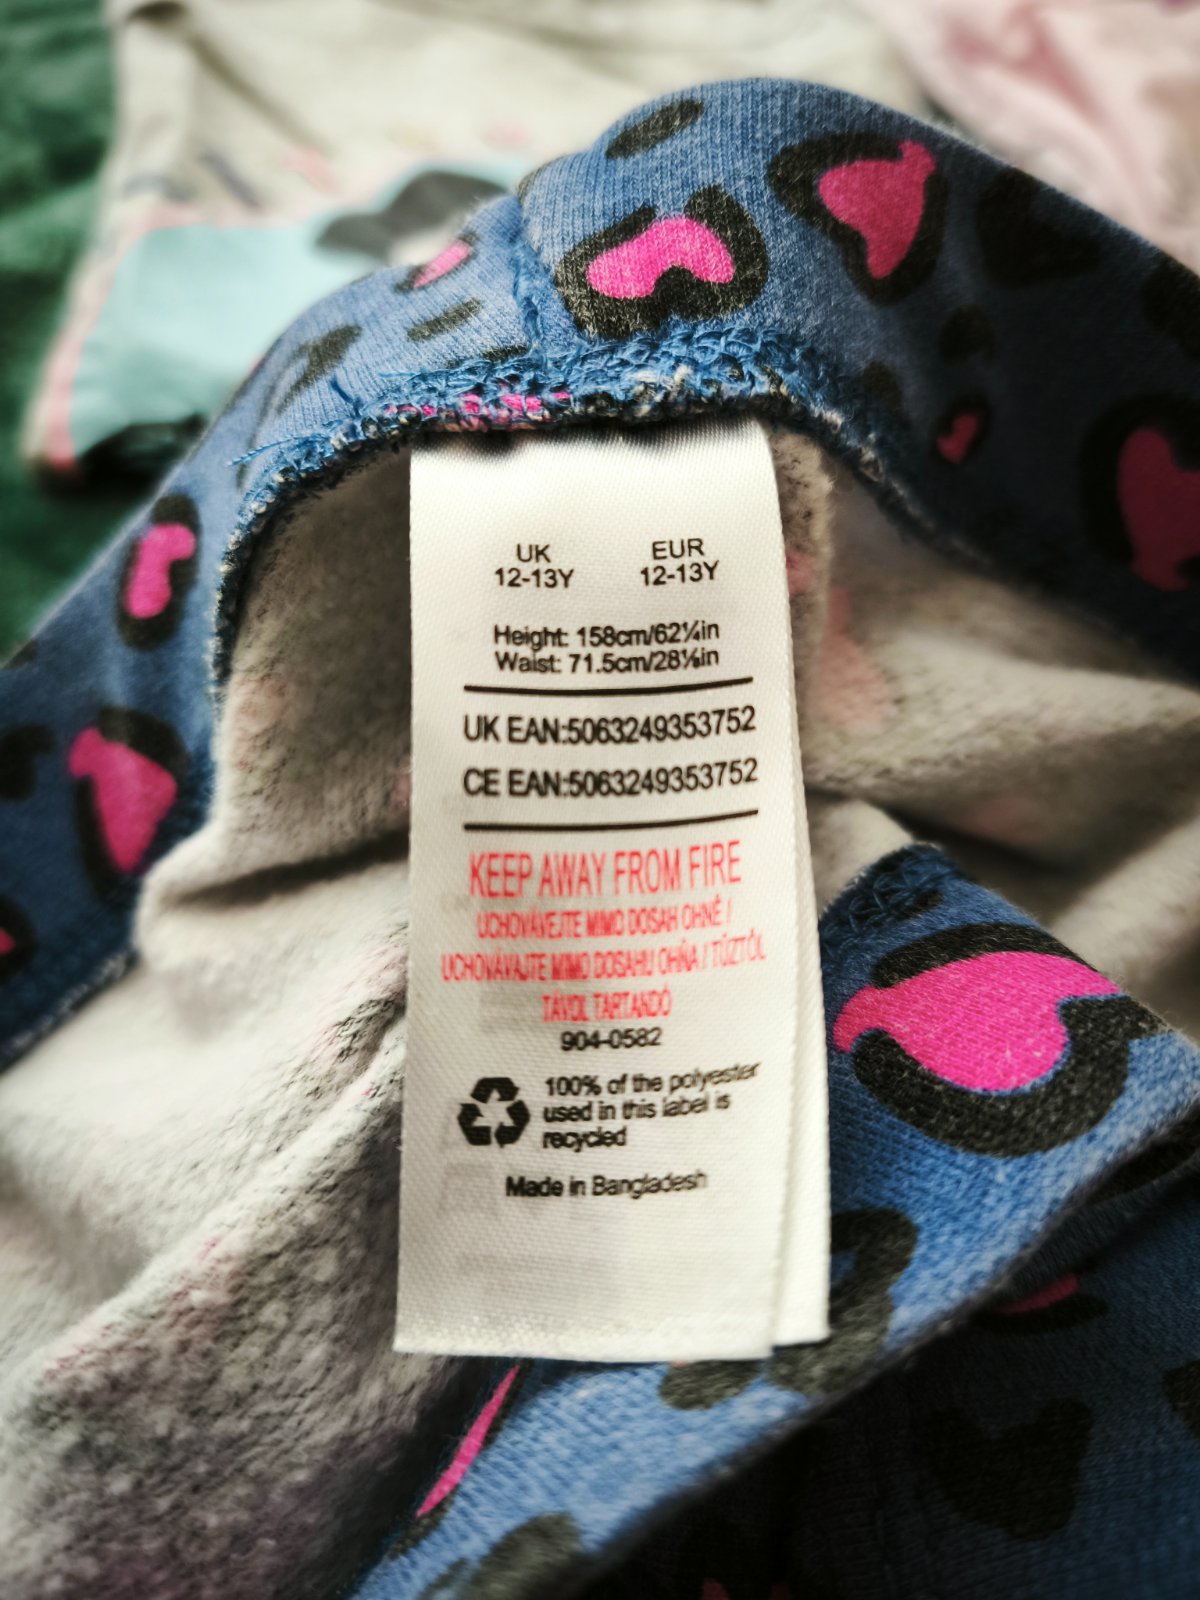 UK EUR
12-13Y 12-13Y
Height: 158cm/62¼in
Waist: 71.5cm/28⅛in
UK EAN:5063249353752
CE EAN:5063249353752
KEEP AWAY FROM FIRE
UCHOVÁVEJTE MIMO DOSAH OHNĚ /
UCHOVÁVAJTE MIMO DOSAHU OHŇA / TŰZTŐL
TÁVOL TARTANDÓ
904-0582
100% of the polyester
used in this label is
recycled
Made in Bangladesh